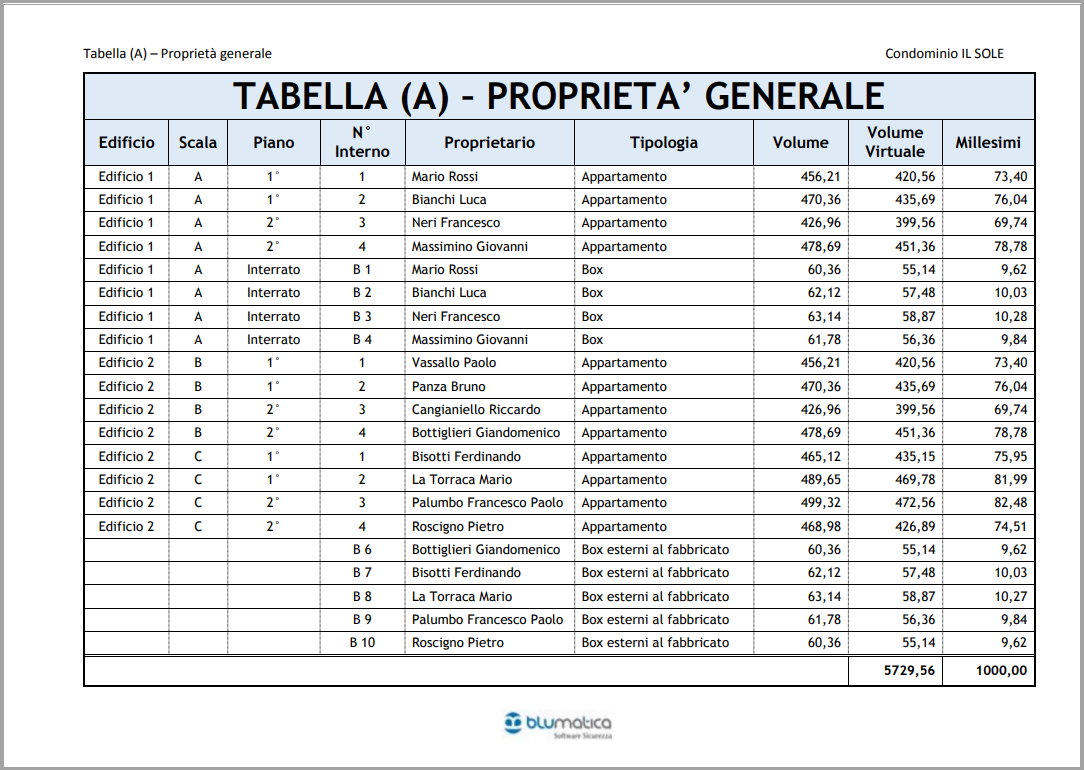 Tabella (A) – Proprietà generale Condominio IL SOLE
TABELLA (A) – PROPRIETA’ GENERALE
Edificio Scala Piano N° Interno Proprietario Tipologia Volume Volume Virtuale Millesimi
Edificio 1 A 1° 1 Mario Rossi Appartamento 456,21 420,56 73,40
Edificio 1 A 1° 2 Bianchi Luca Appartamento 470,36 435,69 76,04
Edificio 1 A 2° 3 Neri Francesco Appartamento 426,96 399,56 69,74
Edificio 1 A 2° 4 Massimino Giovanni Appartamento 478,69 451,36 78,78
Edificio 1 A Interrato B 1 Mario Rossi Box 60,36 55,14 9,62
Edificio 1 A Interrato B 2 Bianchi Luca Box 62,12 57,48 10,03
Edificio 1 A Interrato B 3 Neri Francesco Box 63,14 58,87 10,28
Edificio 1 A Interrato B 4 Massimino Giovanni Box 61,78 56,36 9,84
Edificio 2 B 1° 1 Vassallo Paolo Appartamento 456,21 420,56 73,40
Edificio 2 B 1° 2 Panza Bruno Appartamento 470,36 435,69 76,04
Edificio 2 B 2° 3 Cangianiello Riccardo Appartamento 426,96 399,56 69,74
Edificio 2 B 2° 4 Bottiglieri Giandomenico Appartamento 478,69 451,36 78,78
Edificio 2 C 1° 1 Bisotti Ferdinando Appartamento 465,12 435,15 75,95
Edificio 2 C 1° 2 La Torraca Mario Appartamento 489,65 469,78 81,99
Edificio 2 C 2° 3 Palumbo Francesco Paolo Appartamento 499,32 472,56 82,48
Edificio 2 C 2° 4 Roscigno Pietro Appartamento 468,98 426,89 74,51
B 6 Bottiglieri Giandomenico Box esterni al fabbricato 60,36 55,14 9,62
B 7 Bisotti Ferdinando Box esterni al fabbricato 62,12 57,48 10,03
B 8 La Torraca Mario Box esterni al fabbricato 63,14 58,87 10,27
B 9 Palumbo Francesco Paolo Box esterni al fabbricato 61,78 56,36 9,84
B 10 Roscigno Pietro Box esterni al fabbricato 60,36 55,14 9,62
5729,56 1000,00
blumatica
Software Sicurezza